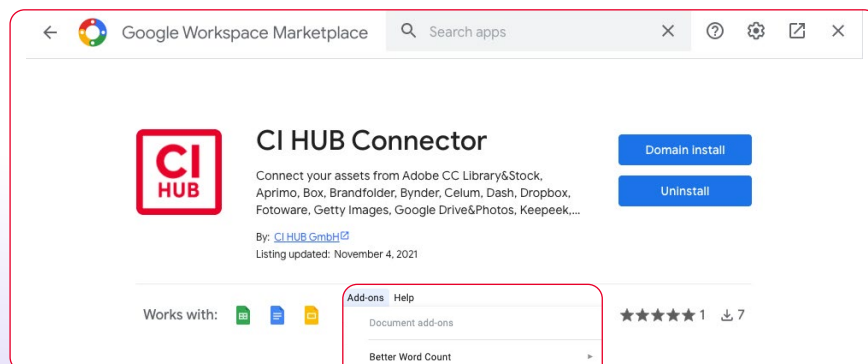 Google Workspace Marketplace
Search apps
CI
HUB
CI HUB Connector
Connect your assets from Adobe CC Library&Stock,
Aprimo, Box, Brandfolder, Bynder, Celum, Dash, Dropbox,
Fotoware, Getty Images, Google Drive&Photos, Keepeek,...
By: CI HUB GmbH
Listing updated: November 4, 2021
Domain install
Uninstall
Works with:
Add-ons Help
Document add-ons
Better Word Count
1 7